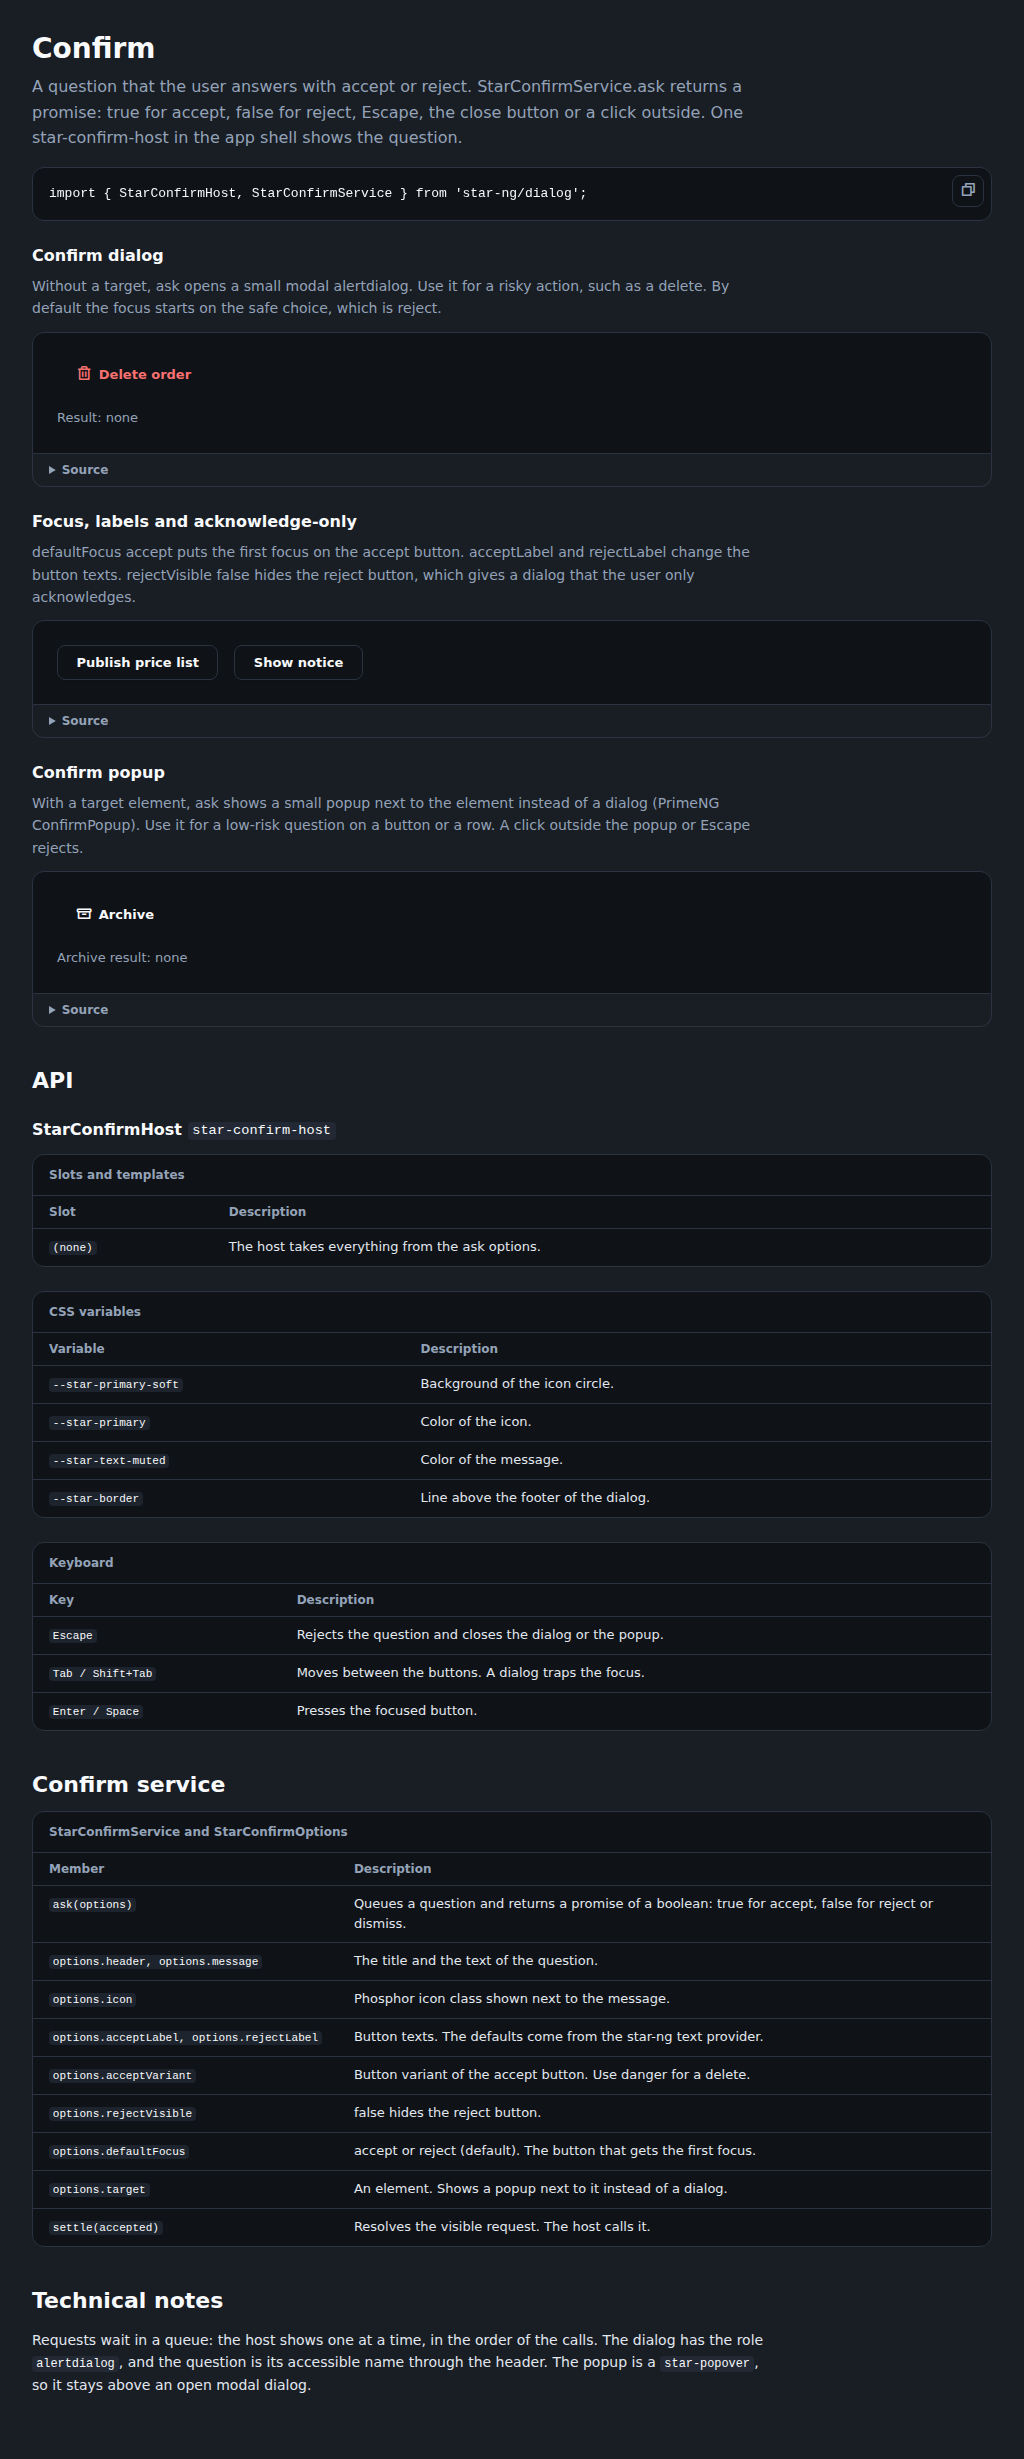 Confirm
A question that the user answers with accept or reject. StarConfirmService.ask returns a
promise: true for accept, false for reject, Escape, the close button or a click outside. One
star-confirm-host in the app shell shows the question.
import { StarConfirmHost, StarConfirmService } from 'star-ng/dialog';
Confirm dialog
Without a target, ask opens a small modal alertdialog. Use it for a risky action, such as a delete. By
default the focus starts on the safe choice, which is reject.
Delete order
Result: none
Source
Focus, labels and acknowledge-only
defaultFocus accept puts the first focus on the accept button. acceptLabel and rejectLabel change the
button texts. rejectVisible false hides the reject button, which gives a dialog that the user only
acknowledges.
Publish price list Show notice
Source
Confirm popup
With a target element, ask shows a small popup next to the element instead of a dialog (PrimeNG
ConfirmPopup). Use it for a low-risk question on a button or a row. A click outside the popup or Escape
rejects.
Archive
Archive result: none
Source
API
StarConfirmHost star-confirm-host
Slots and templates
Slot Description
(none) The host takes everything from the ask options.
CSS variables
Variable Description
--star-primary-soft Background of the icon circle.
--star-primary Color of the icon.
--star-text-muted Color of the message.
--star-border Line above the footer of the dialog.
Keyboard
Key Description
Escape Rejects the question and closes the dialog or the popup.
Tab / Shift+Tab Moves between the buttons. A dialog traps the focus.
Enter / Space Presses the focused button.
Confirm service
StarConfirmService and StarConfirmOptions
Member Description
ask(options) Queues a question and returns a promise of a boolean: true for accept, false for reject or
dismiss.
options.header, options.message The title and the text of the question.
options.icon Phosphor icon class shown next to the message.
options.acceptLabel, options.rejectLabel Button texts. The defaults come from the star-ng text provider.
options.acceptVariant Button variant of the accept button. Use danger for a delete.
options.rejectVisible false hides the reject button.
options.defaultFocus accept or reject (default). The button that gets the first focus.
options.target An element. Shows a popup next to it instead of a dialog.
settle(accepted) Resolves the visible request. The host calls it.
Technical notes
Requests wait in a queue: the host shows one at a time, in the order of the calls. The dialog has the role
alertdialog, and the question is its accessible name through the header. The popup is a star-popover,
so it stays above an open modal dialog.